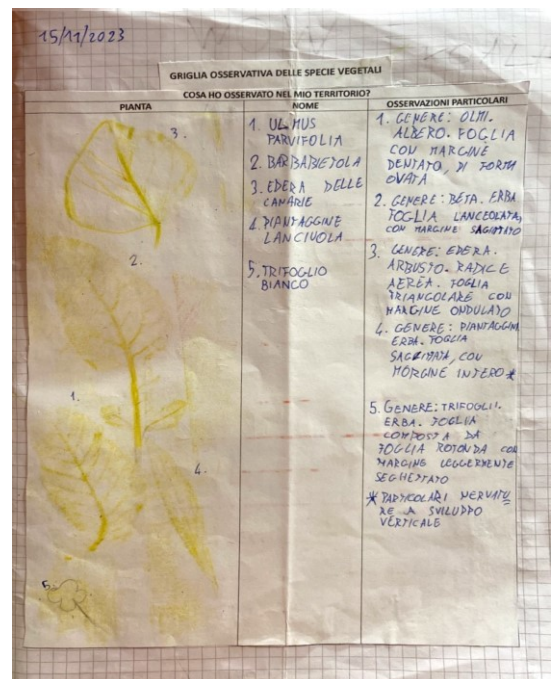 15/11/2023
GRIGLIA OSSERVATIVA DELLE SPECIE VEGETALI
COSA HO OSSERVATO NEL MIO TERRITORIO?
PIANTA
NOME
OSSERVAZIONI PARTICOLARI
3.
2.
1.
4.
5.
1. ULMUS
PARVIFOLIA
2. BARBABIETOLA
3. EDERA DELLE
CANARIE
4. PIANTAGGINE
LANCIUOLA
5. TRIFOGLIO
BIANCO
1. GENERE: OLMI.
ALBERO. FOGLIA
CON MARGINE
DENTATO, DI FORMA
OVATA
2. GENERE: BETA. ERBA
FOGLIA LANCEOLATA,
CON MARGINE SAGITTATO
3. GENERE: EDERA.
ARBUSTO. RADICE
AEREA. FOGLIA
TRIANGOLARE CON
MARGINE ONDULATO
4. GENERE: PIANTAGGINI
ERBA. FOGLIA
SAGITTATA, CON
MORGINE INTERO*
5. GENERE: TRIFOGLI.
ERBA. FOGLIA
COMPOSTA DA
FOGLIA ROTONDA CON
MARGINE LEGGERMENTE
SEGHETTATO
* PARTICOLARI NERVATU
RE A SVILUPPO
VERTICALE